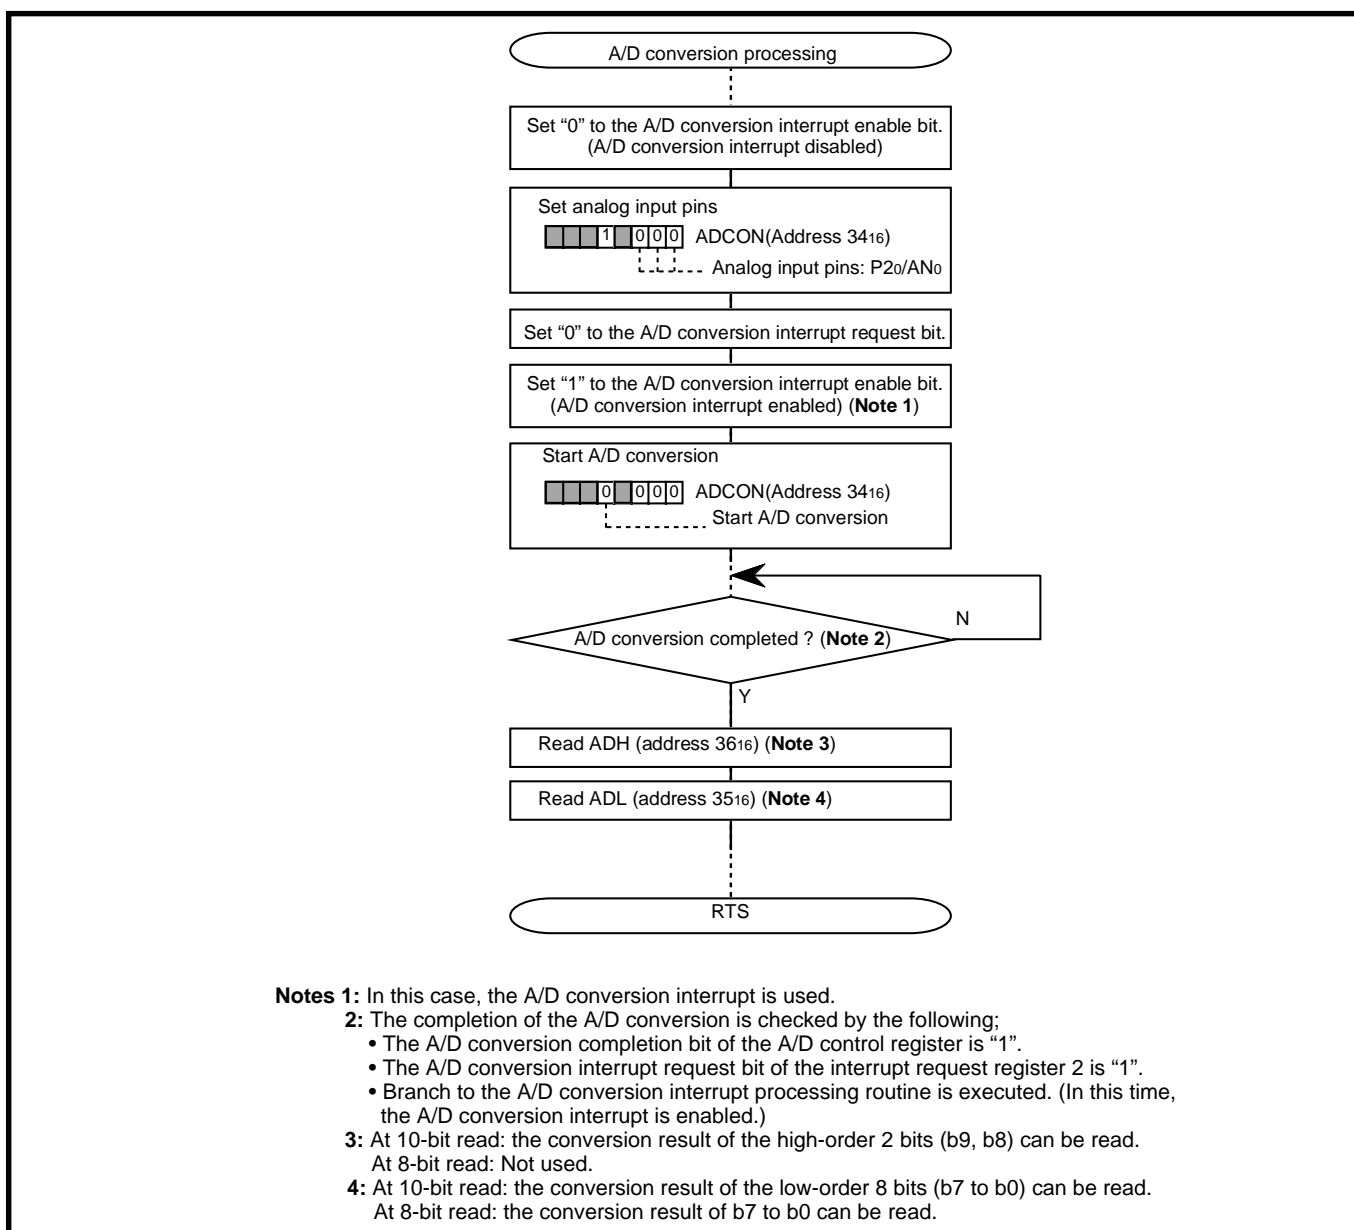 A/D conversion processing
Set “0” to the A/D conversion interrupt enable bit.
(A/D conversion interrupt disabled)
Set analog input pins
1 0 0 0 ADCON(Address 3416)
Analog input pins: P20/AN0
Set “0” to the A/D conversion interrupt request bit.
Set “1” to the A/D conversion interrupt enable bit.
(A/D conversion interrupt enabled) (Note 1)
Start A/D conversion
0 0 0 0 ADCON(Address 3416)
Start A/D conversion
N
A/D conversion completed ? (Note 2)
Y
Read ADH (address 3616) (Note 3)
Read ADL (address 3516) (Note 4)
RTS
Notes 1: In this case, the A/D conversion interrupt is used.
2: The completion of the A/D conversion is checked by the following;
• The A/D conversion completion bit of the A/D control register is “1”.
• The A/D conversion interrupt request bit of the interrupt request register 2 is “1”.
• Branch to the A/D conversion interrupt processing routine is executed. (In this time,
the A/D conversion interrupt is enabled.)
3: At 10-bit read: the conversion result of the high-order 2 bits (b9, b8) can be read.
At 8-bit read: Not used.
4: At 10-bit read: the conversion result of the low-order 8 bits (b7 to b0) can be read.
At 8-bit read: the conversion result of b7 to b0 can be read.